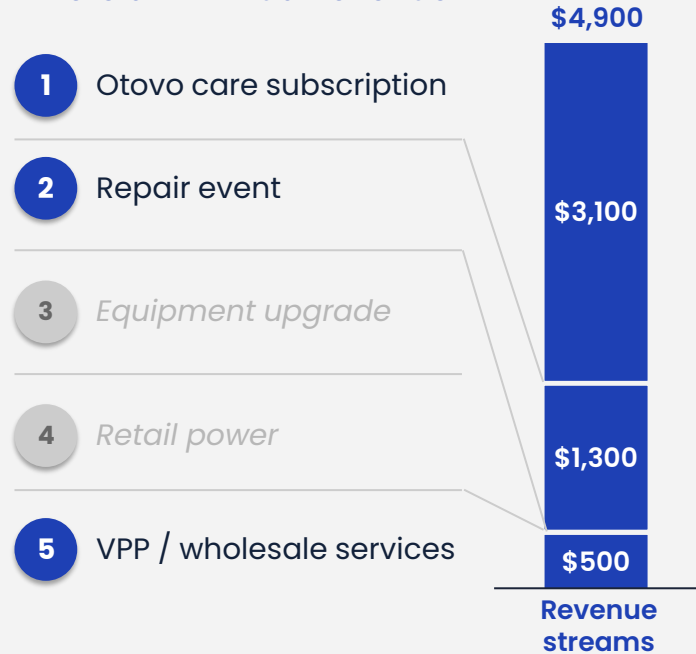 $4,900
1 Otovo care subscription
$3,100
2 Repair event
3 Equipment upgrade
4 Retail power
$1,300
5 VPP / wholesale services
$500
Revenue
streams